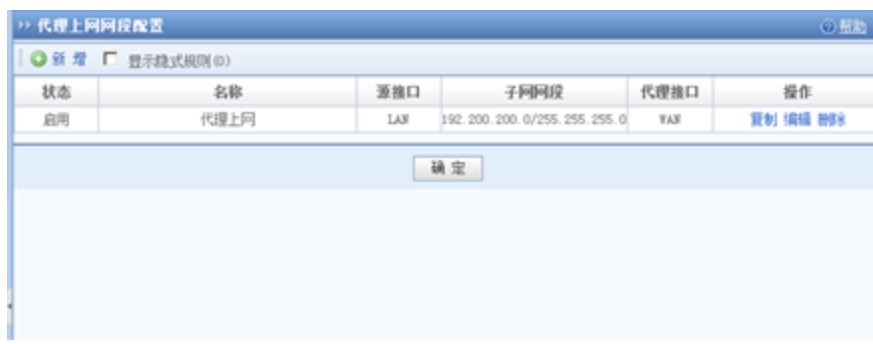 ›› 代理上网网段配置 帮助
新增 显示隐式规则(0)
状态 名称 源接口 子网网段 代理接口 操作
启用 代理上网 LAN 192.200.200.0/255.255.255.0 WAN 复制 编辑 删除
确定